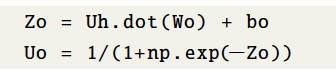 Zo = Uh.dot(Wo) + bo
Uo = 1/(1+np.exp(−Zo))